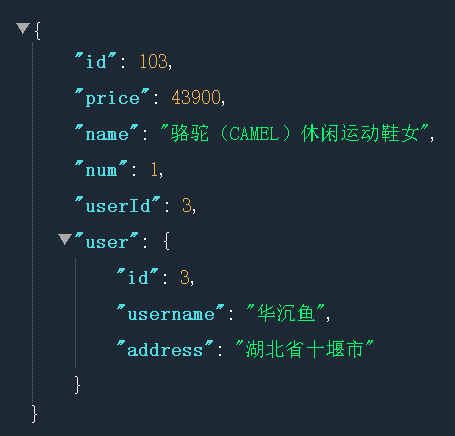 {
"id": 103,
"price": 43900,
"name": "骆驼（CAMEL）休闲运动鞋女",
"num": 1,
"userId": 3,
"user": {
"id": 3,
"username": "华沉鱼",
"address": "湖北省十堰市"
}
}